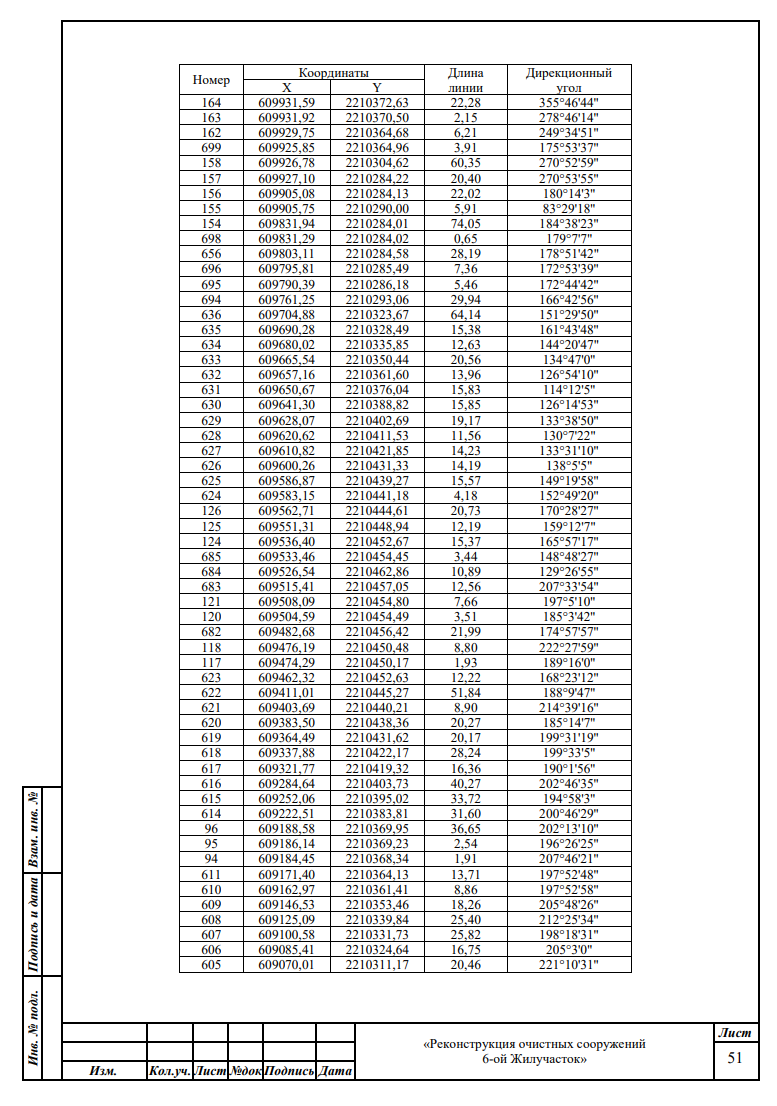 Номер Координаты Длина линии Дирекционный угол
X Y
164 609931,59 2210372,63 22,28 355°46'44"
163 609931,92 2210370,50 2,15 278°46'14"
162 609929,75 2210364,68 6,21 249°34'51"
699 609925,85 2210364,96 3,91 175°53'37"
158 609926,78 2210304,62 60,35 270°52'59"
157 609927,10 2210284,22 20,40 270°53'55"
156 609905,08 2210284,13 22,02 180°14'3"
155 609905,75 2210290,00 5,91 83°29'18"
154 609831,94 2210284,01 74,05 184°38'23"
698 609831,29 2210284,02 0,65 179°7'7"
656 609803,11 2210284,58 28,19 178°51'42"
696 609795,81 2210285,49 7,36 172°53'39"
695 609790,39 2210286,18 5,46 172°44'42"
694 609761,25 2210293,06 29,94 166°42'56"
636 609704,88 2210323,67 64,14 151°29'50"
635 609690,28 2210328,49 15,38 161°43'48"
634 609680,02 2210335,85 12,63 144°20'47"
633 609665,54 2210350,44 20,56 134°47'0"
632 609657,16 2210361,60 13,96 126°54'10"
631 609650,67 2210376,04 15,83 114°12'5"
630 609641,30 2210388,82 15,85 126°14'53"
629 609628,07 2210402,69 19,17 133°38'50"
628 609620,62 2210411,53 11,56 130°7'22"
627 609610,82 2210421,85 14,23 133°31'10"
626 609600,26 2210431,33 14,19 138°5'5"
625 609586,87 2210439,27 15,57 149°19'58"
624 609583,15 2210441,18 4,18 152°49'20"
126 609562,71 2210444,61 20,73 170°28'27"
125 609551,31 2210448,94 12,19 159°12'7"
124 609536,40 2210452,67 15,37 165°57'17"
685 609533,46 2210454,45 3,44 148°48'27"
684 609526,54 2210462,86 10,89 129°26'55"
683 609515,41 2210457,05 12,56 207°33'54"
121 609508,09 2210454,80 7,66 197°5'10"
120 609504,59 2210454,49 3,51 185°3'42"
682 609482,68 2210456,42 21,99 174°57'57"
118 609476,19 2210450,48 8,80 222°27'59"
117 609474,29 2210450,17 1,93 189°16'0"
623 609462,32 2210452,63 12,22 168°23'12"
622 609411,01 2210445,27 51,84 188°9'47"
621 609403,69 2210440,21 8,90 214°39'16"
620 609383,50 2210438,36 20,27 185°14'7"
619 609364,49 2210431,62 20,17 199°31'19"
618 609337,88 2210422,17 28,24 199°33'5"
617 609321,77 2210419,32 16,36 190°1'56"
616 609284,64 2210403,73 40,27 202°46'35"
615 609252,06 2210395,02 33,72 194°58'3"
614 609222,51 2210383,81 31,60 200°46'29"
96 609188,58 2210369,95 36,65 202°13'10"
95 609186,14 2210369,23 2,54 196°26'25"
94 609184,45 2210368,34 1,91 207°46'21"
611 609171,40 2210364,13 13,71 197°52'48"
610 609162,97 2210361,41 8,86 197°52'58"
609 609146,53 2210353,46 18,26 205°48'26"
608 609125,09 2210339,84 25,40 212°25'34"
607 609100,58 2210331,73 25,82 198°18'31"
606 609085,41 2210324,64 16,75 205°3'0"
605 609070,01 2210311,17 20,46 221°10'31"
Взам. инв. №
Подпись и дата
Инв. № подл.
«Реконструкция очистных сооружений
6-ой Жилучасток»
Лист
51
Изм. Кол.уч. Лист №док Подпись Дата